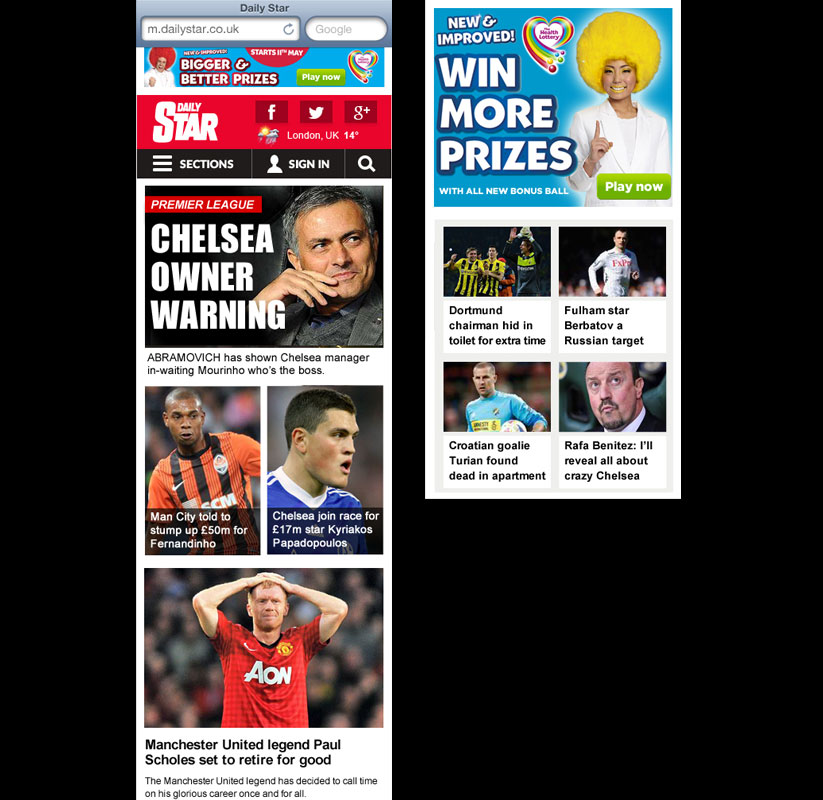 Daily Star
m.dailystar.co.uk
Google
NEW & IMPROVED!
BIGGER &
BETTER PRIZES
STARTS 11TH MAY
Play now
DAILY
STAR
f
g+
London, UK 14°
SECTIONS
SIGN IN
PREMIER LEAGUE
CHELSEA
OWNER
WARNING
ABRAMOVICH has shown Chelsea manager
in-waiting Mourinho who's the boss.
Man City told to
stump up £50m for
Fernandinho
Chelsea join race for
£17m star Kyriakos
Papadopoulos
AON
Manchester United legend Paul
Scholes set to retire for good
The Manchester United legend has decided to call time
on his glorious career once and for all.
NEW &
IMPROVED!
The Health Lottery
WIN
MORE
PRIZES
WITH ALL NEW BONUS BALL
Play now
Dortmund
chairman hid in
toilet for extra time
FxPro
Fulham star
Berbatov a
Russian target
Croatian goalie
Turian found
dead in apartment
Rafa Benitez: I'll
reveal all about
crazy Chelsea